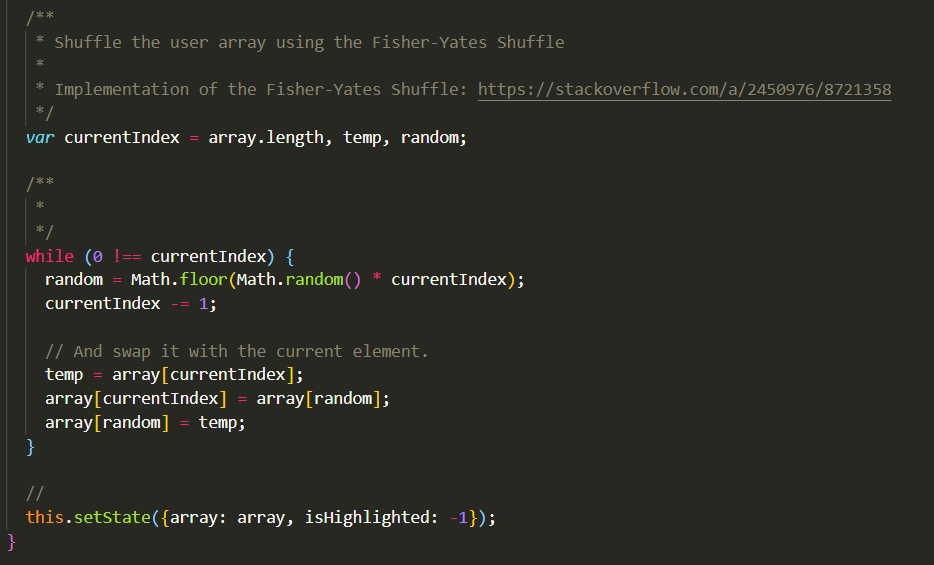 /**
 * Shuffle the user array using the Fisher-Yates Shuffle
 *
 * Implementation of the Fisher-Yates Shuffle: https://stackoverflow.com/a/2450976/8721358
 */
var currentIndex = array.length, temp, random;
/**
 *
 */
while (0 !== currentIndex) {
  random = Math.floor(Math.random() * currentIndex);
  currentIndex -= 1;
  // And swap it with the current element.
  temp = array[currentIndex];
  array[currentIndex] = array[random];
  array[random] = temp;
}
//
this.setState({array: array, isHighlighted: -1});
}